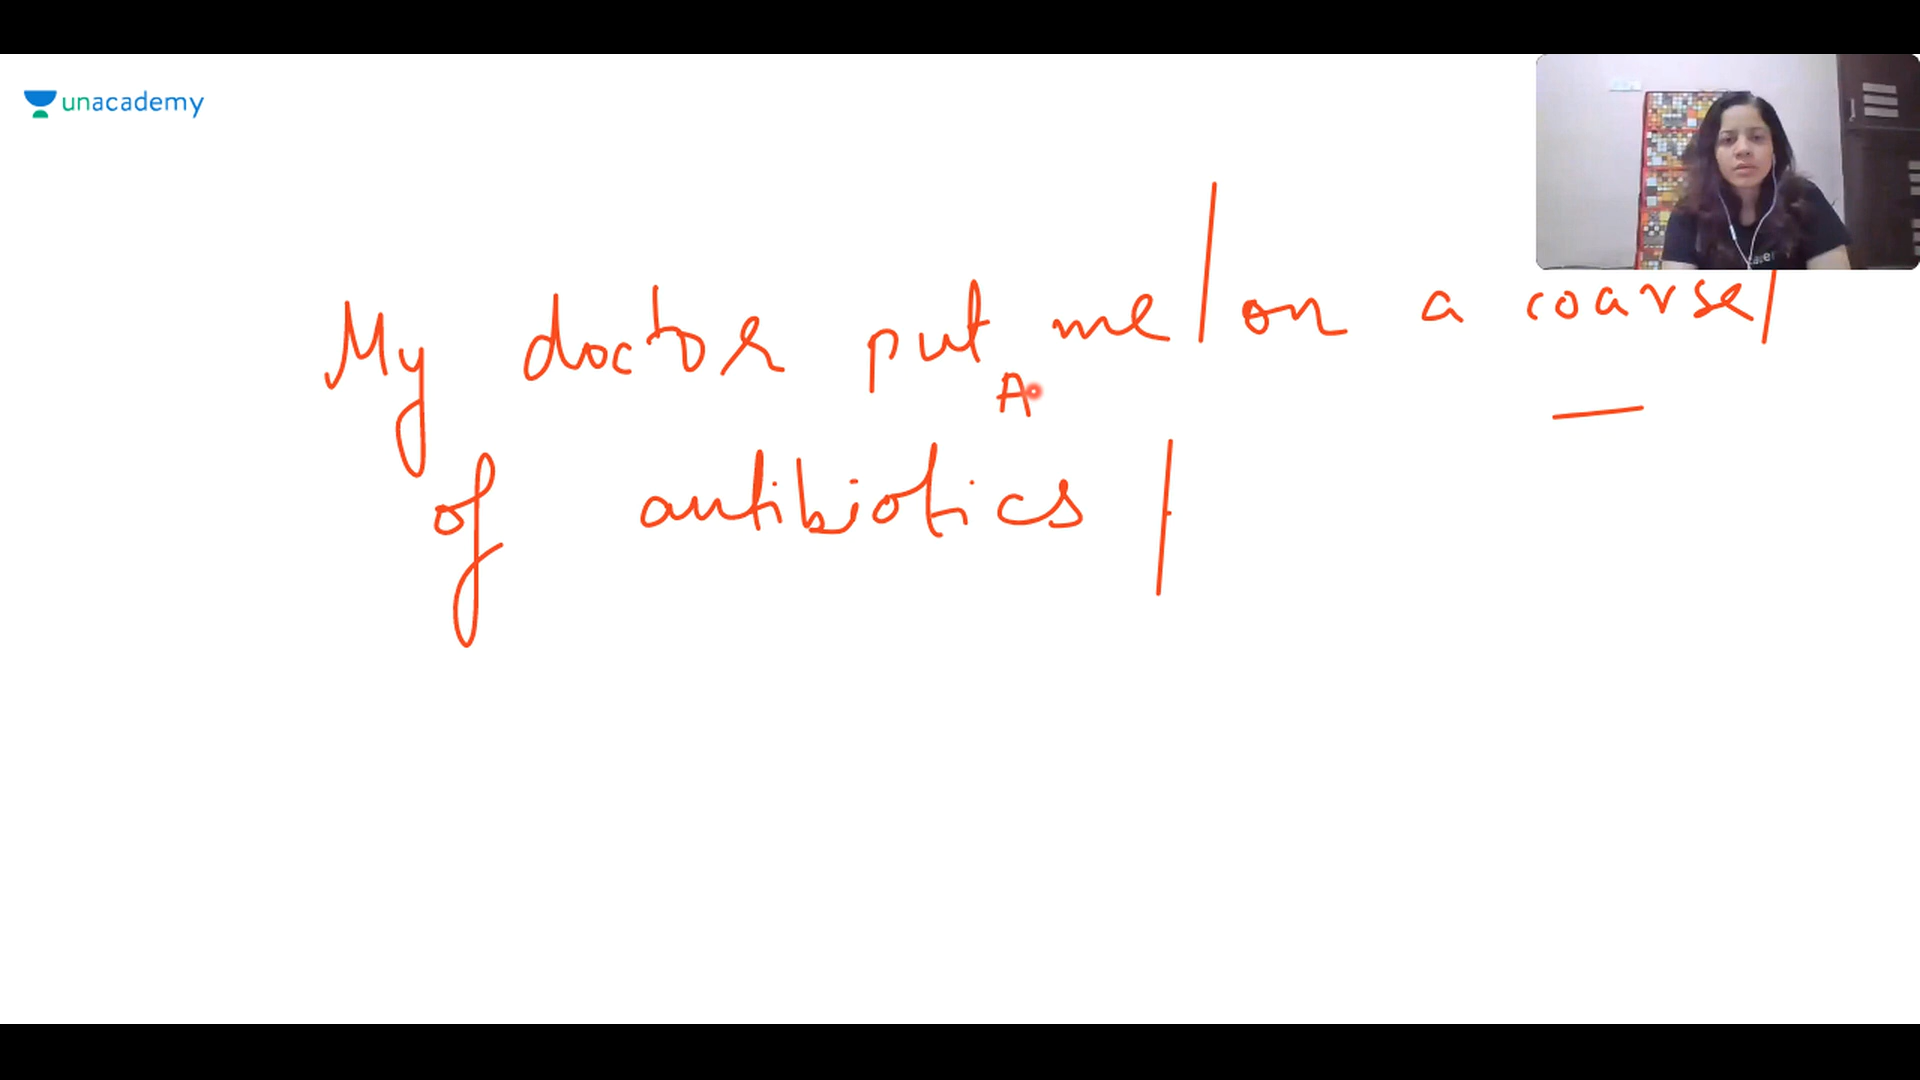 unacademy
My doctor put me / on a coarse /
A
of antibiotics /